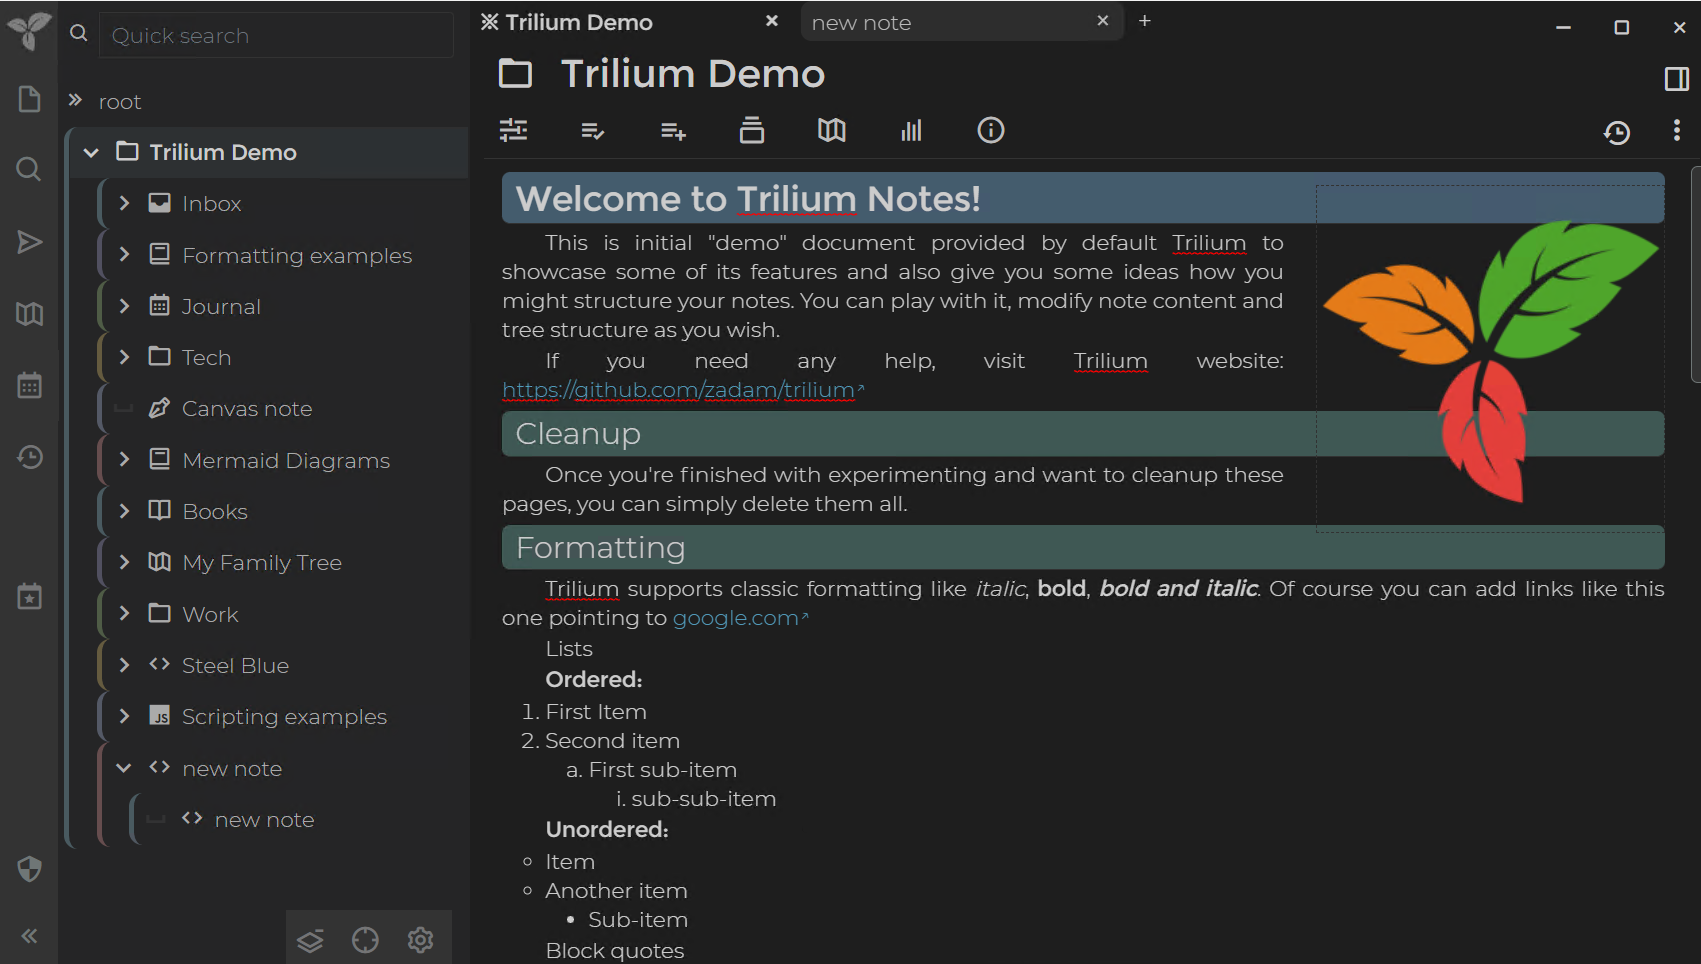 Quick search
root
Trilium Demo
Inbox
Formatting examples
Journal
Tech
Canvas note
Mermaid Diagrams
Books
My Family Tree
Work
Steel Blue
JS Scripting examples
new note
new note
Trilium Demo
new note
Trilium Demo
Welcome to Trilium Notes!
This is initial "demo" document provided by default Trilium to
showcase some of its features and also give you some ideas how you
might structure your notes. You can play with it, modify note content and
tree structure as you wish.
If you need any help, visit Trilium website:
https://github.com/zadam/trilium
Cleanup
Once you're finished with experimenting and want to cleanup these
pages, you can simply delete them all.
Formatting
Trilium supports classic formatting like italic, bold, bold and italic. Of course you can add links like this
one pointing to google.com
Lists
Ordered:
1. First Item
2. Second item
a. First sub-item
i. sub-sub-item
Unordered:
Item
Another item
Sub-item
Block quotes